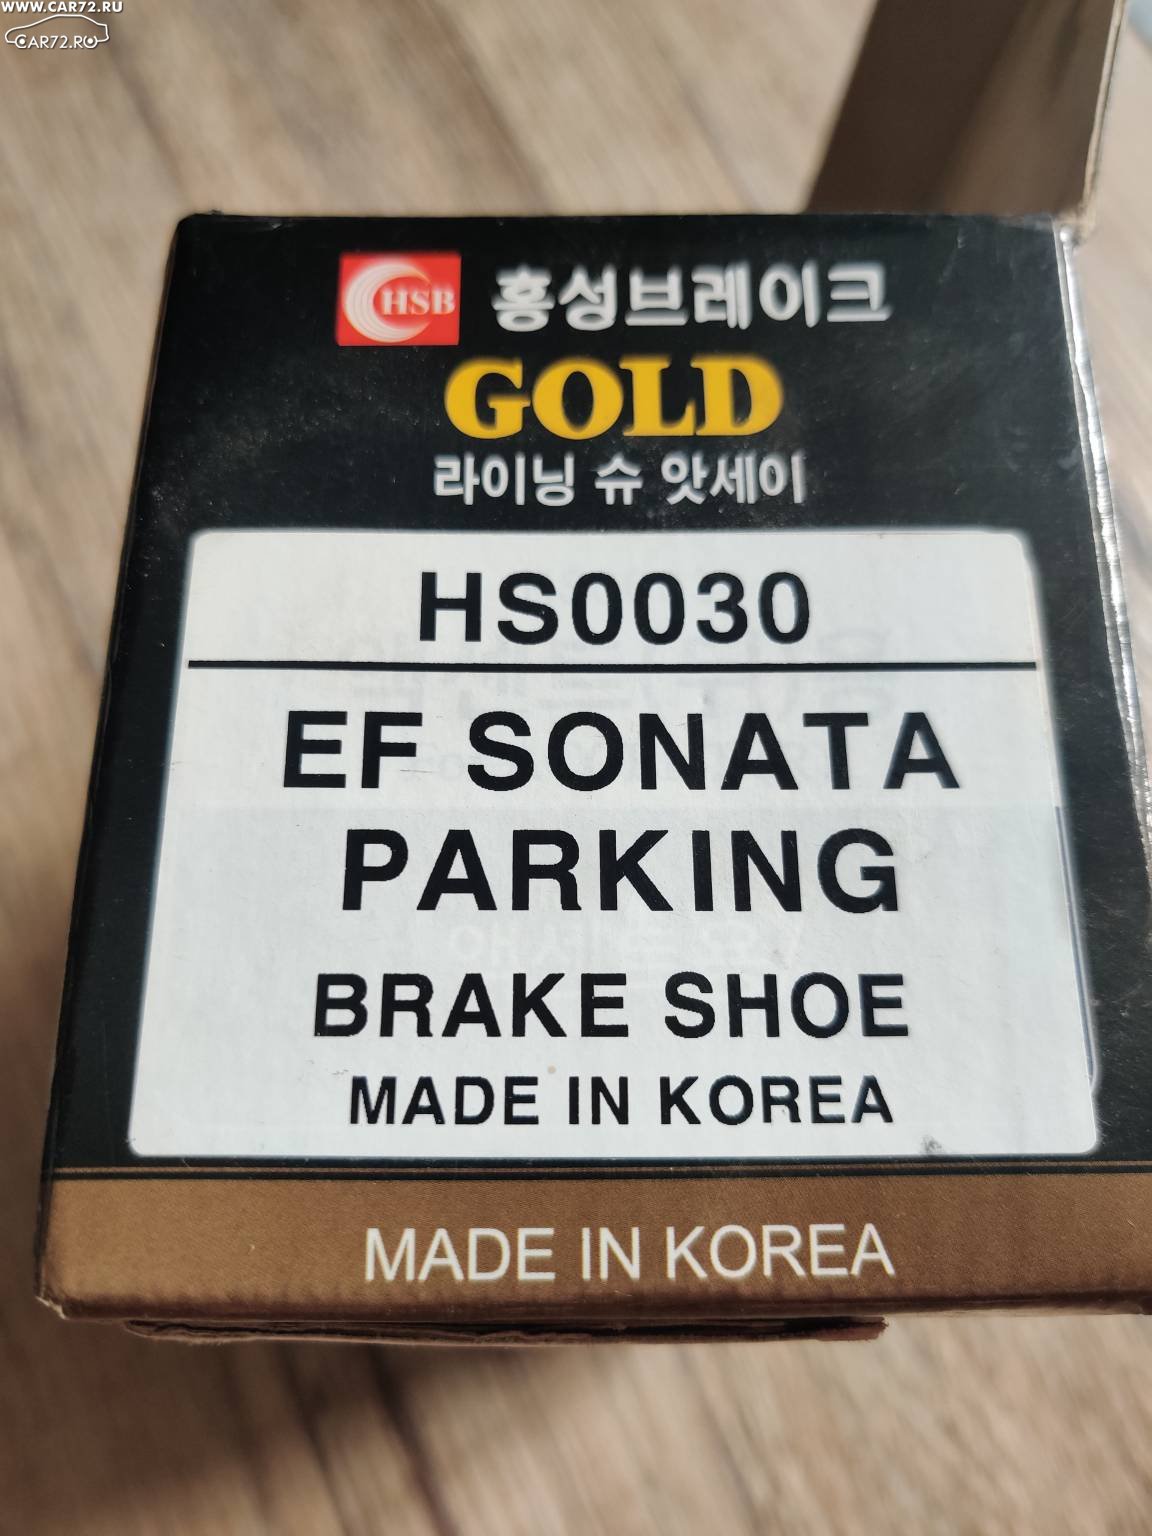 WWW.CAR72.RU
CAR72.RU
HSB 홍성브레이크
GOLD
라이닝 슈 앗세이
HS0030
EF SONATA
PARKING
BRAKE SHOE
MADE IN KOREA
MADE IN KOREA